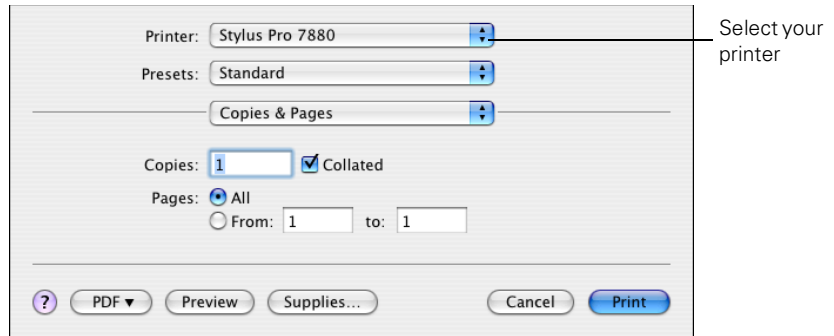 Printer: Stylus Pro 7880
Select your
printer
Presets: Standard
Copies & Pages
Copies: 1 Collated
Pages: All
From: 1 to: 1
? PDF ▼ Preview Supplies... Cancel Print